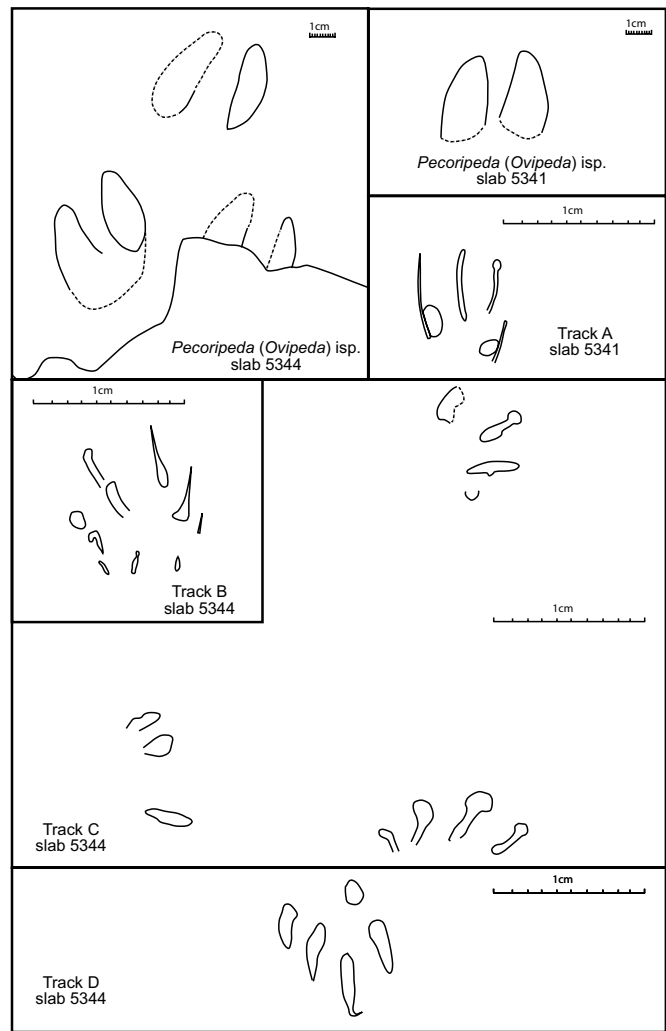 1cm
Pecoripeda (Ovipeda) isp.
slab 5344
1cm
Pecoripeda (Ovipeda) isp.
slab 5341
1cm
Track A
slab 5341
1cm
Track B
slab 5344
1cm
Track C
slab 5344
1cm
Track D
slab 5344